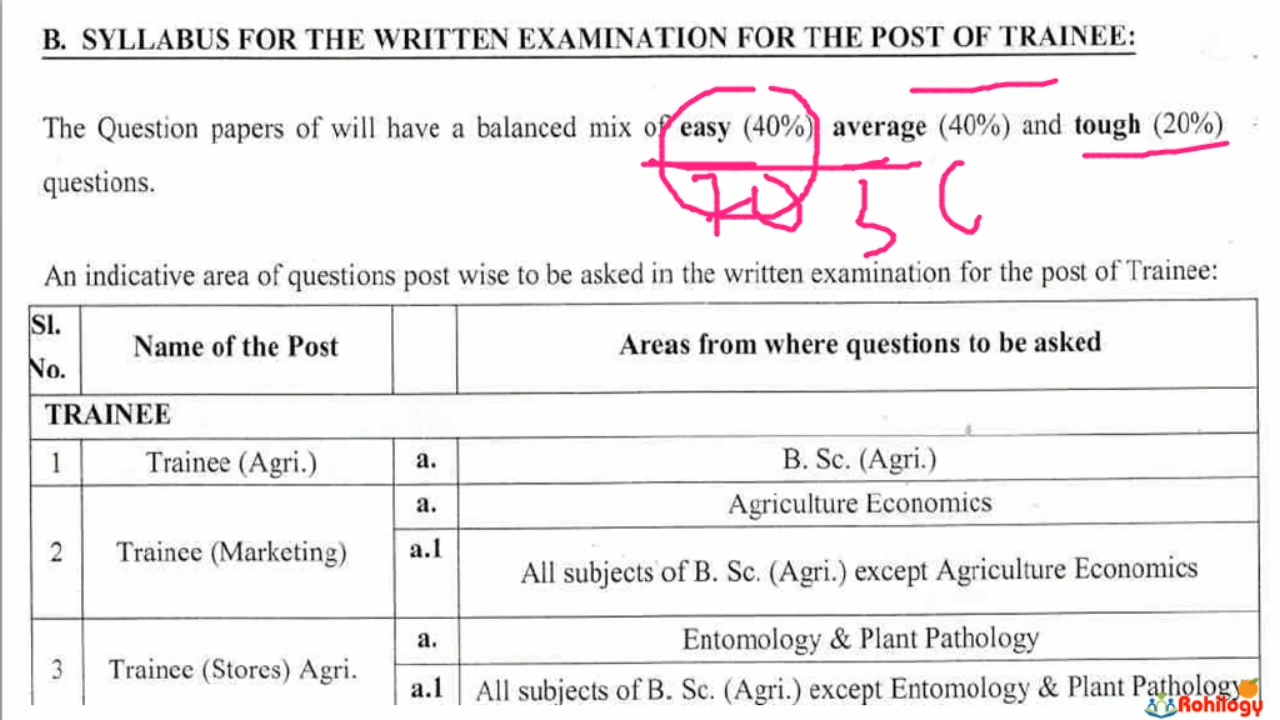 B. SYLLABUS FOR THE WRITTEN EXAMINATION FOR THE POST OF TRAINEE:
The Question papers of will have a balanced mix of easy (40%) average (40%) and tough (20%)
questions.
An indicative area of questions post wise to be asked in the written examination for the post of Trainee:
Sl. No. Name of the Post Areas from where questions to be asked
TRAINEE
1 Trainee (Agri.) a. B. Sc. (Agri.)
2 Trainee (Marketing) a. Agriculture Economics
a.1 All subjects of B. Sc. (Agri.) except Agriculture Economics
3 Trainee (Stores) Agri. a. Entomology & Plant Pathology
a.1 All subjects of B. Sc. (Agri.) except Entomology & Plant Pathology
Rohilogy